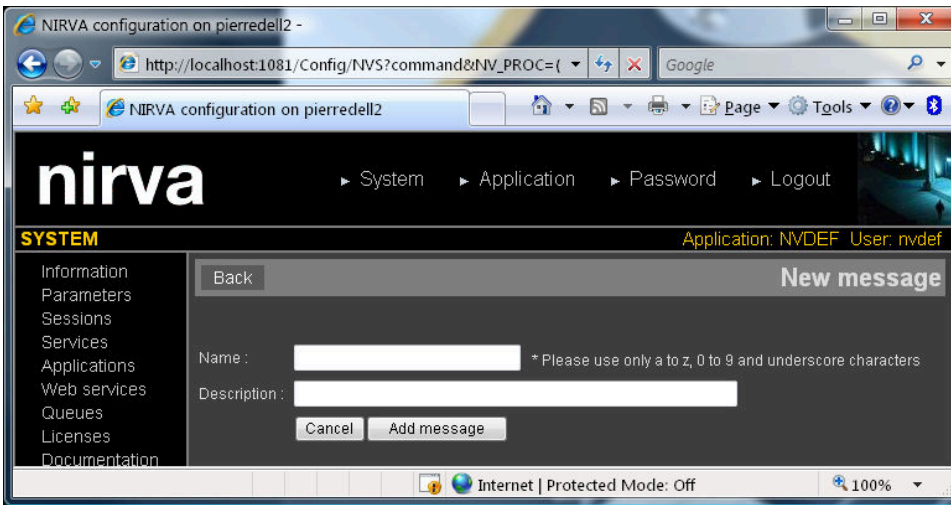 NIRVA configuration on pierredell2 -
http://localhost:1081/Config/NVS?command&NV_PROC=(
Google
NIRVA configuration on pierredell2
Page
Tools
nirva
System
Application
Password
Logout
SYSTEM
Application: NVDEF User: nvdef
Information
Parameters
Sessions
Services
Applications
Web services
Queues
Licenses
Documentation
Back
New message
Name :
* Please use only a to z, 0 to 9 and underscore characters
Description :
Cancel
Add message
Internet | Protected Mode: Off
100%